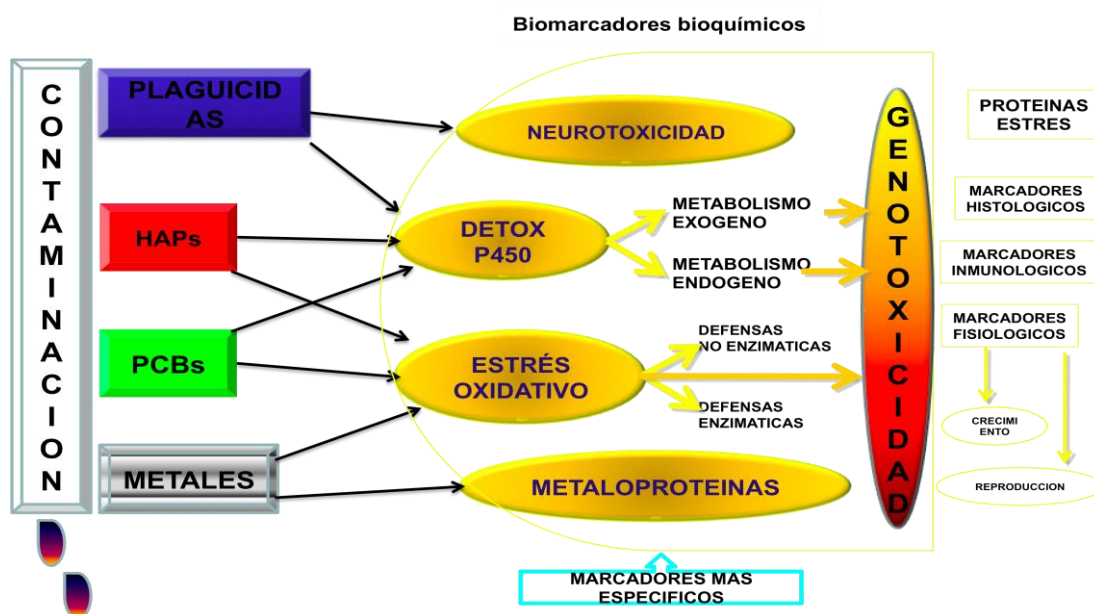 Biomarcadores bioquímicos
CONTAMINACION
PLAGUICID
AS
HAPs
PCBs
METALES
NEUROTOXICIDAD
DETOX
P450
METABOLISMO
EXOGENO
METABOLISMO
ENDOGENO
ESTRÉS
OXIDATIVO
DEFENSAS
NO ENZIMATICAS
DEFENSAS
ENZIMATICAS
METALOPROTEINAS
GENOTOXICIDAD
PROTEINAS
ESTRES
MARCADORES
HISTOLOGICOS
MARCADORES
INMUNOLOGICOS
MARCADORES
FISIOLOGICOS
CRECIMI
ENTO
REPRODUCCION
MARCADORES MAS
ESPECIFICOS